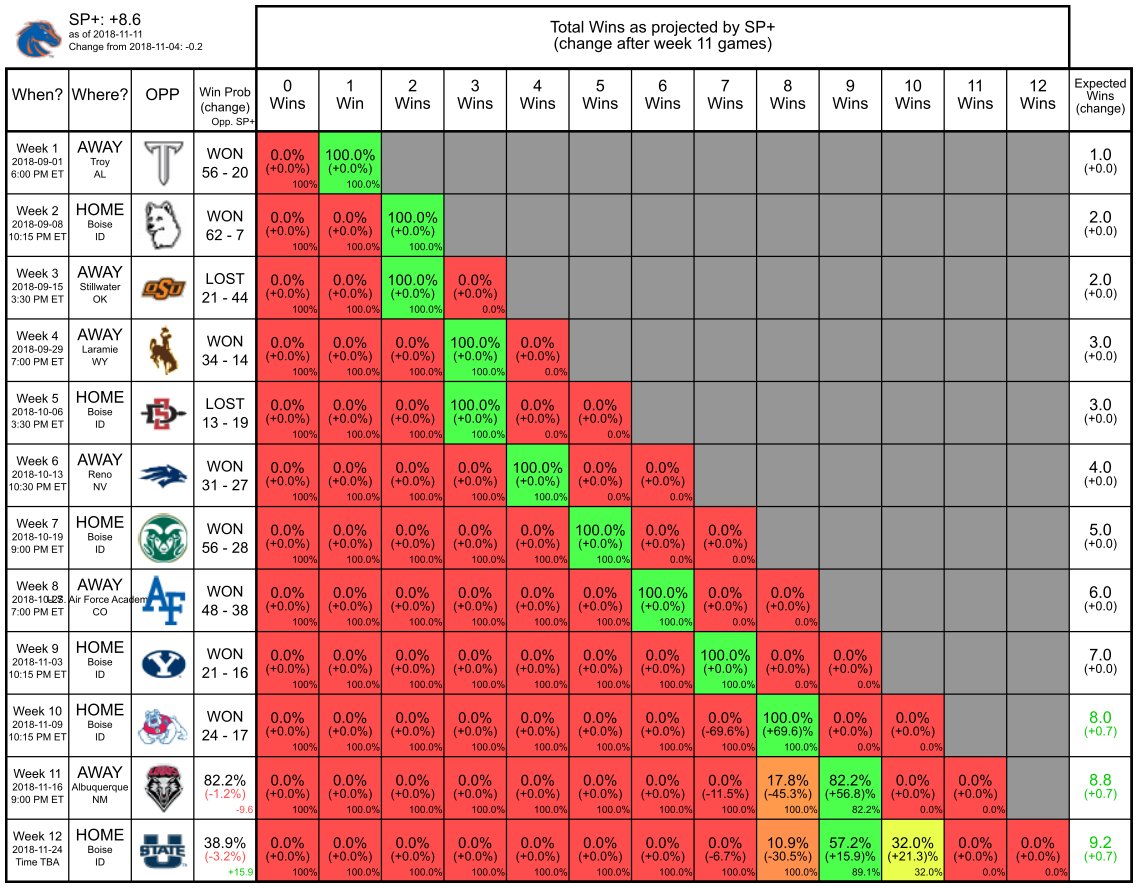 SP+: +8.6
as of 2018-11-11
Change from 2018-11-04: -0.2
Total Wins as projected by SP+
(change after week 11 games)
When? Where? OPP Win Prob (change) Opp. SP+ 0 Wins 1 Win 2 Wins 3 Wins 4 Wins 5 Wins 6 Wins 7 Wins 8 Wins 9 Wins 10 Wins 11 Wins 12 Wins Expected Wins (change)
Week 1 AWAY T WON 0.0% 100.0% 1.0
2018-09-01 Troy 56 - 20 (+0.0%) (+0.0%) (+0.0)
6:00 PM ET AL 100% 100.0%
Week 2 HOME WON 0.0% 0.0% 100.0% 2.0
2018-09-08 Boise 62 - 7 (+0.0%) (+0.0%) (+0.0%) (+0.0)
10:15 PM ET ID 100% 100.0% 100.0%
Week 3 AWAY OSU LOST 0.0% 0.0% 100.0% 0.0% 2.0
2018-09-15 Stillwater 21 - 44 (+0.0%) (+0.0%) (+0.0%) (+0.0%) (+0.0)
3:30 PM ET OK 100% 100.0% 100.0% 0.0%
Week 4 AWAY WON 0.0% 0.0% 0.0% 100.0% 0.0% 3.0
2018-09-29 Laramie 34 - 14 (+0.0%) (+0.0%) (+0.0%) (+0.0%) (+0.0%) (+0.0)
7:00 PM ET WY 100% 100.0% 100.0% 100.0% 0.0%
Week 5 HOME SD LOST 0.0% 0.0% 0.0% 100.0% 0.0% 0.0% 3.0
2018-10-06 Boise 13 - 19 (+0.0%) (+0.0%) (+0.0%) (+0.0%) (+0.0%) (+0.0%) (+0.0)
3:30 PM ET ID 100% 100.0% 100.0% 100.0% 0.0% 0.0%
Week 6 AWAY WON 0.0% 0.0% 0.0% 0.0% 100.0% 0.0% 0.0% 4.0
2018-10-13 Reno 31 - 27 (+0.0%) (+0.0%) (+0.0%) (+0.0%) (+0.0%) (+0.0%) (+0.0%) (+0.0)
10:30 PM ET NV 100% 100.0% 100.0% 100.0% 100.0% 0.0% 0.0%
Week 7 HOME WON 0.0% 0.0% 0.0% 0.0% 0.0% 100.0% 0.0% 0.0% 5.0
2018-10-19 Boise 56 - 28 (+0.0%) (+0.0%) (+0.0%) (+0.0%) (+0.0%) (+0.0%) (+0.0%) (+0.0%) (+0.0)
9:00 PM ET ID 100% 100.0% 100.0% 100.0% 100.0% 100.0% 0.0% 0.0%
Week 8 AWAY AF WON 0.0% 0.0% 0.0% 0.0% 0.0% 0.0% 100.0% 0.0% 0.0% 6.0
Air Force 48 - 38 (+0.0%) (+0.0%) (+0.0%) (+0.0%) (+0.0%) (+0.0%) (+0.0%) (+0.0%) (+0.0%) (+0.0)
7:00 PM ET CO 100% 100.0% 100.0% 100.0% 100.0% 100.0% 100.0% 0.0% 0.0%
Week 9 HOME Y WON 0.0% 0.0% 0.0% 0.0% 0.0% 0.0% 0.0% 100.0% 0.0% 0.0% 7.0
2018-11-03 Boise 21 - 16 (+0.0%) (+0.0%) (+0.0%) (+0.0%) (+0.0%) (+0.0%) (+0.0%) (+0.0%) (+0.0%) (+0.0%) (+0.0)
10:15 PM ET ID 100% 100.0% 100.0% 100.0% 100.0% 100.0% 100.0% 100.0% 0.0% 0.0%
Week 10 HOME WON 0.0% 0.0% 0.0% 0.0% 0.0% 0.0% 0.0% 0.0% 100.0% 0.0% 0.0% 8.0
2018-11-09 Boise 24 - 17 (+0.0%) (+0.0%) (+0.0%) (+0.0%) (+0.0%) (+0.0%) (+0.0%) (-69.6%) (+69.6)% (+0.0%) (+0.0%) (+0.7)
10:15 PM ET ID 100% 100.0% 100.0% 100.0% 100.0% 100.0% 100.0% 100.0% 100.0% 0.0% 0.0%
Week 11 AWAY 82.2% 0.0% 0.0% 0.0% 0.0% 0.0% 0.0% 0.0% 0.0% 17.8% 82.2% 0.0% 0.0% 8.8
2018-11-16 Albuquerque (-1.2%) (+0.0%) (+0.0%) (+0.0%) (+0.0%) (+0.0%) (+0.0%) (+0.0%) (-11.5%) (-45.3%) (+56.8)% (+0.0%) (+0.0%) (+0.7)
9:00 PM ET NM -9.6 100% 100.0% 100.0% 100.0% 100.0% 100.0% 100.0% 100.0% 100.0% 82.2% 0.0% 0.0%
Week 12 HOME STATE 38.9% 0.0% 0.0% 0.0% 0.0% 0.0% 0.0% 0.0% 0.0% 10.9% 57.2% 32.0% 0.0% 0.0% 9.2
2018-11-24 Boise (-3.2%) (+0.0%) (+0.0%) (+0.0%) (+0.0%) (+0.0%) (+0.0%) (+0.0%) (-6.7%) (-30.5%) (+15.9)% (+21.3)% (+0.0%) (+0.0%) (+0.7)
Time TBA ID +15.9 100% 100.0% 100.0% 100.0% 100.0% 100.0% 100.0% 100.0% 100.0% 89.1% 32.0% 0.0% 0.0%